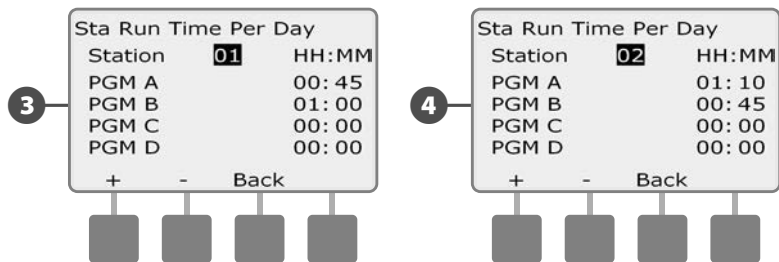 3
Sta Run Time Per Day
Station 01 HH:MM
PGM A 00:45
PGM B 01:00
PGM C 00:00
PGM D 00:00
+ - Back
4
Sta Run Time Per Day
Station 02 HH:MM
PGM A 01:10
PGM B 00:45
PGM C 00:00
PGM D 00:00
+ - Back